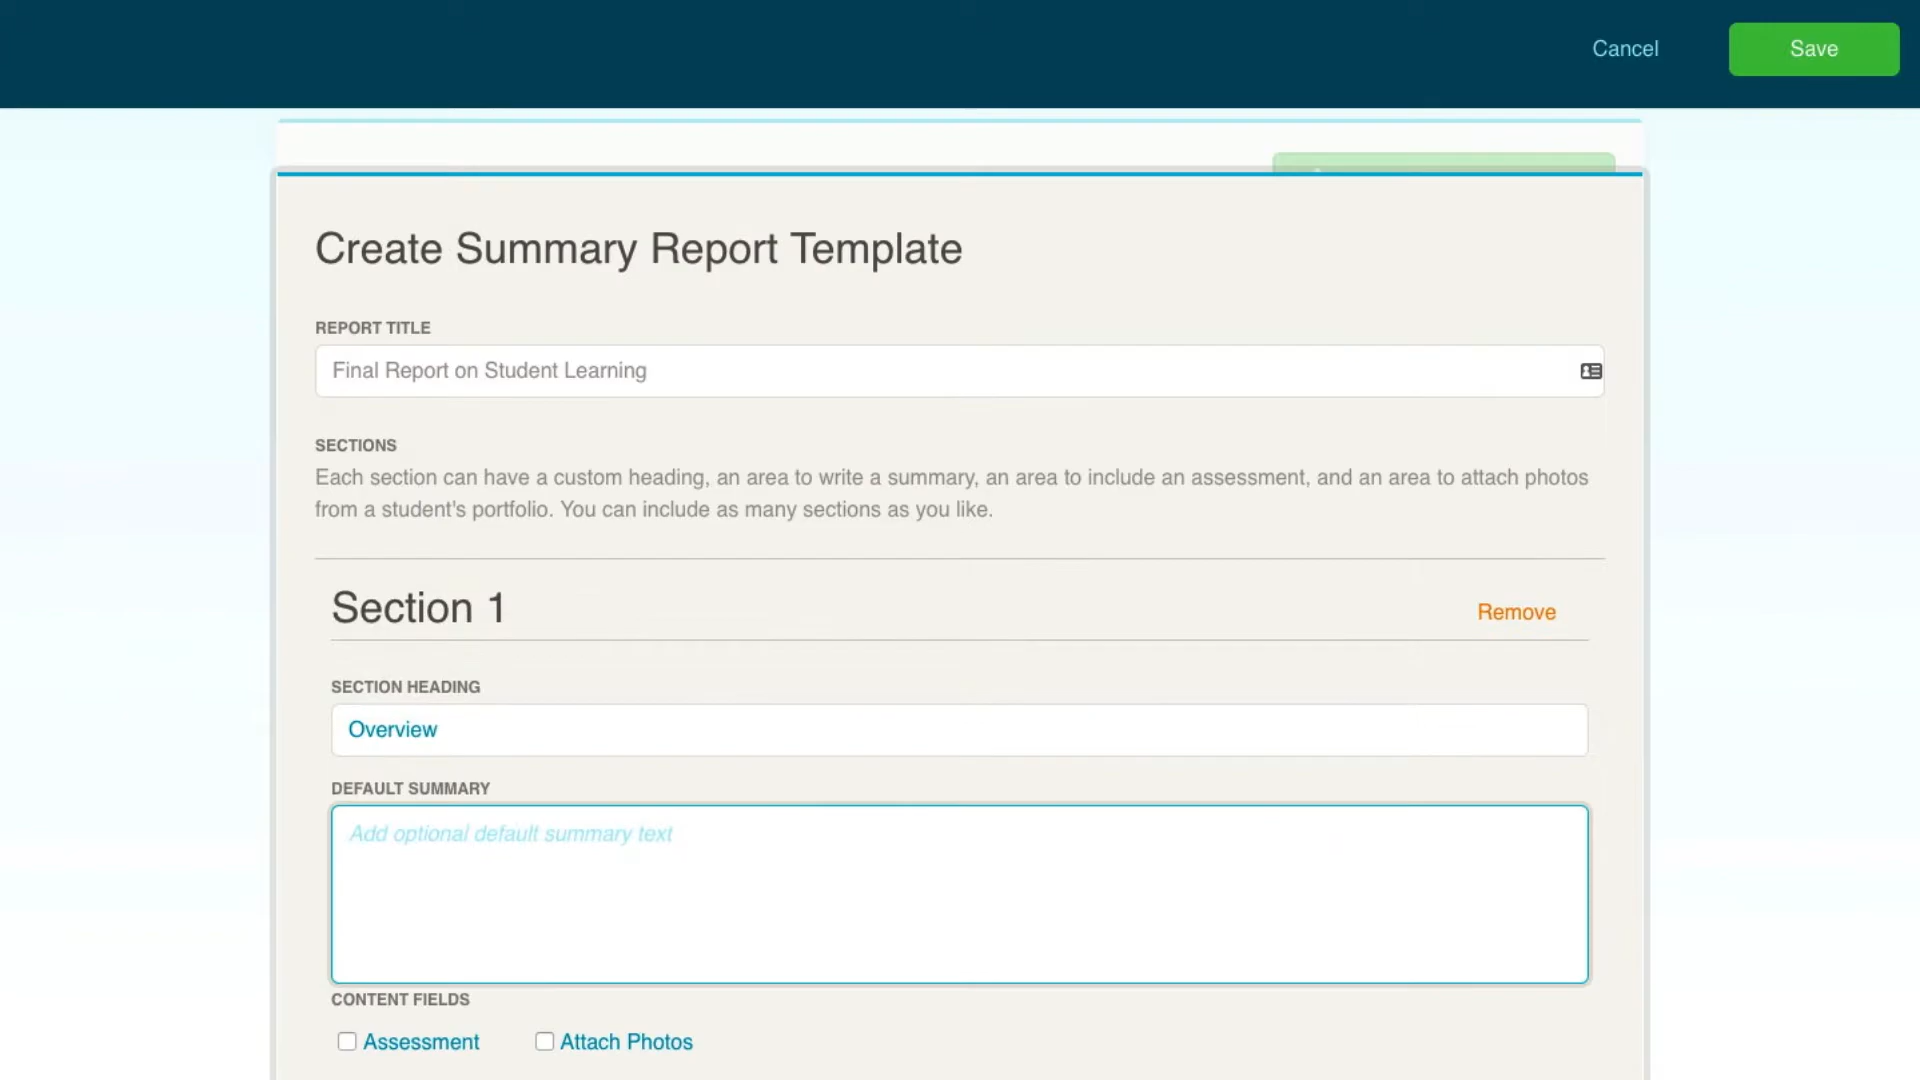 Cancel
Save
Create Summary Report Template
REPORT TITLE
Final Report on Student Learning
SECTIONS
Each section can have a custom heading, an area to write a summary, an area to include an assessment, and an area to attach photos
from a student's portfolio. You can include as many sections as you like.
Section 1
Remove
SECTION HEADING
Overview
DEFAULT SUMMARY
Add optional default summary text
CONTENT FIELDS
Assessment
Attach Photos